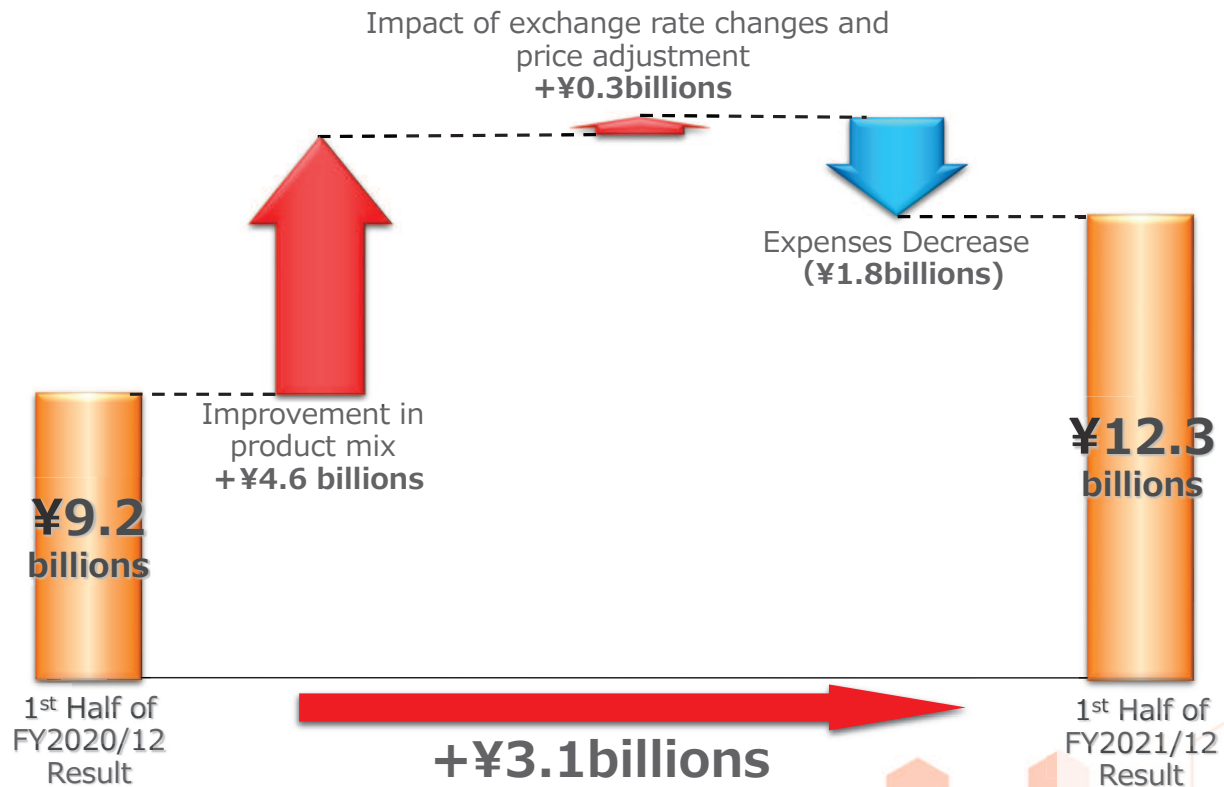 Impact of exchange rate changes and
price adjustment
+¥0.3billions
Expenses Decrease
(¥1.8billions)
Improvement in
product mix
+¥4.6 billions
¥9.2
billions
¥12.3
billions
1st Half of
FY2020/12
Result
+¥3.1billions
1st Half of
FY2021/12
Result